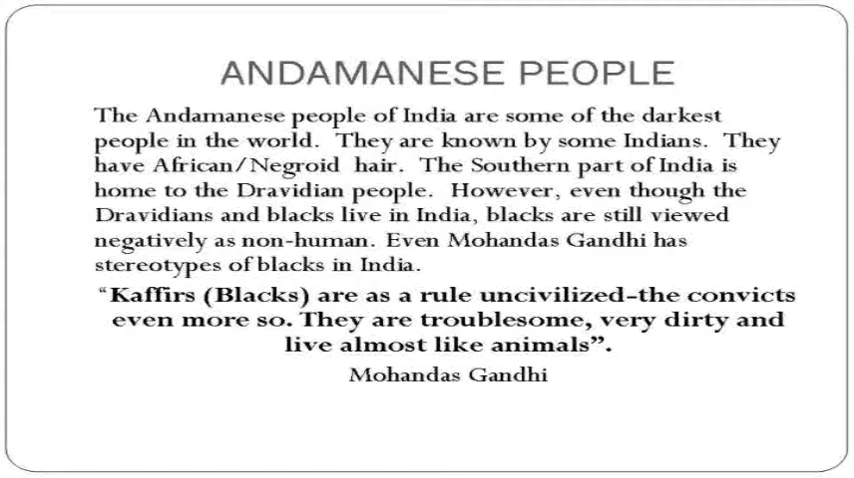 ANDAMANESE PEOPLE
The Andamanese people of India are some of the darkest
people in the world. They are known by some Indians. They
have African/Negroid hair. The Southern part of India is
home to the Dravidian people. However, even though the
Dravidians and blacks live in India, blacks are still viewed
negatively as non-human. Even Mohandas Gandhi has
stereotypes of blacks in India.
“Kaffirs (Blacks) are as a rule uncivilized-the convicts
even more so. They are troublesome, very dirty and
live almost like animals”.
Mohandas Gandhi